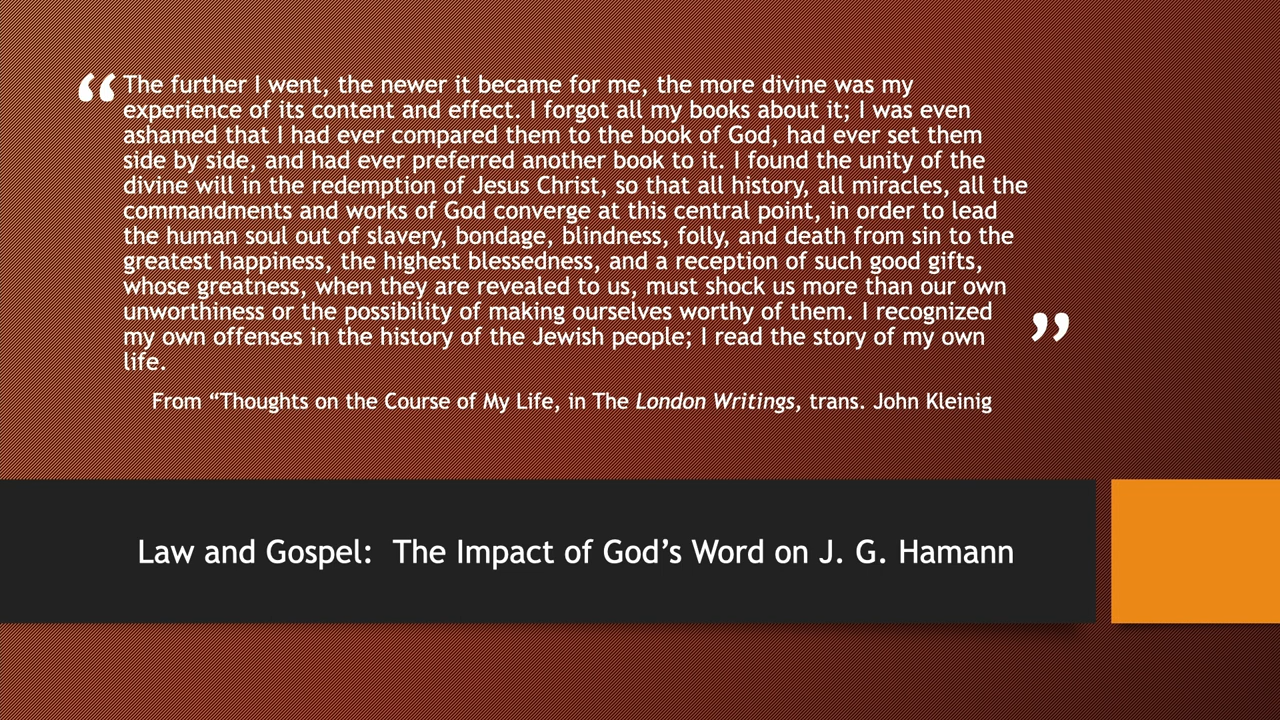 “The further I went, the newer it became for me, the more divine was my
experience of its content and effect. I forgot all my books about it; I was even
ashamed that I had ever compared them to the book of God, had ever set them
side by side, and had ever preferred another book to it. I found the unity of the
divine will in the redemption of Jesus Christ, so that all history, all miracles, all the
commandments and works of God converge at this central point, in order to lead
the human soul out of slavery, bondage, blindness, folly, and death from sin to the
greatest happiness, the highest blessedness, and a reception of such good gifts,
whose greatness, when they are revealed to us, must shock us more than our own
unworthiness or the possibility of making ourselves worthy of them. I recognized
my own offenses in the history of the Jewish people; I read the story of my own
life.”
From “Thoughts on the Course of My Life, in The London Writings, trans. John Kleinig
Law and Gospel:  The Impact of God’s Word on J. G. Hamann